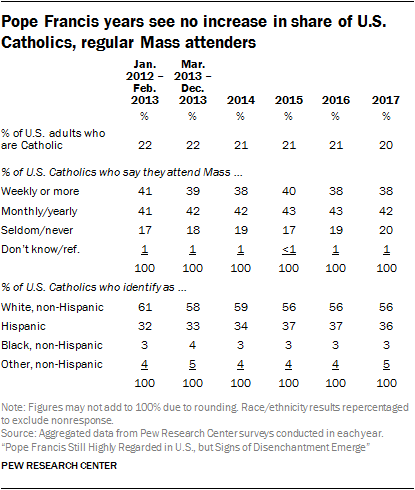 Pope Francis years see no increase in share of U.S.
Catholics, regular Mass attenders
Jan. 2012 – Feb. 2013 Mar. 2013 – Dec. 2013 2014 2015 2016 2017
% % % % % %
% of U.S. adults who
are Catholic 22 22 21 21 21 20
% of U.S. Catholics who say they attend Mass ...
Weekly or more 41 39 38 40 38 38
Monthly/yearly 41 42 42 43 43 42
Seldom/never 17 18 19 17 19 20
Don't know/ref. 1 1 1 <1 1 1
100 100 100 100 100 100
% of U.S. Catholics who identify as ...
White, non-Hispanic 61 58 59 56 56 56
Hispanic 32 33 34 37 37 36
Black, non-Hispanic 3 4 3 3 3 3
Other, non-Hispanic 4 5 4 4 4 5
100 100 100 100 100 100
Note: Figures may not add to 100% due to rounding. Race/ethnicity results repercentaged
to exclude nonresponse.
Source: Aggregated data from Pew Research Center surveys conducted in each year.
“Pope Francis Still Highly Regarded in U.S., but Signs of Disenchantment Emerge”
PEW RESEARCH CENTER